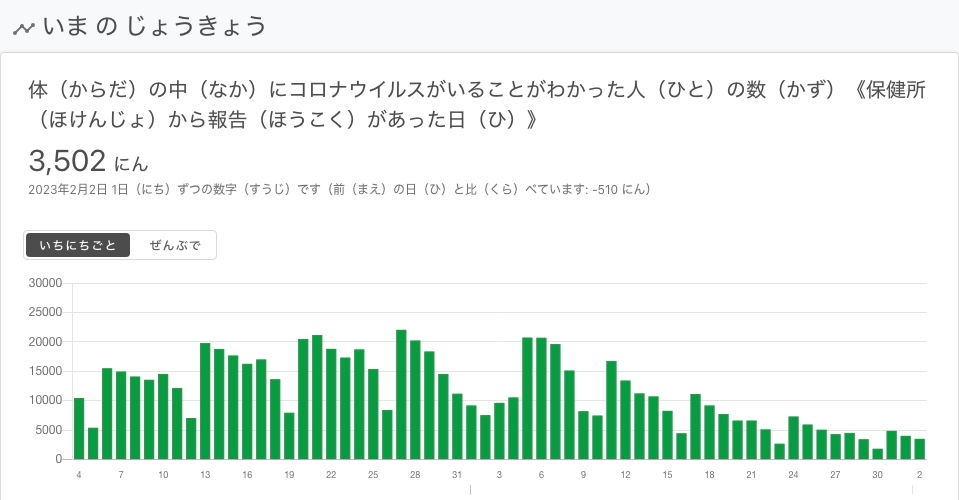 いま の じょうきょう
体（からだ）の中（なか）にコロナウイルスがいることがわかった人（ひと）の数（かず）《保健所
（ほけんじょ）から報告（ほうこく）があった日（ひ）》
3,502 にん
2023年2月2日 1日（にち）ずつの数字（すうじ）です（前（まえ）の日（ひ）と比（くら）べています: -510 にん）
いちにちごと ぜんぶで
30000
25000
20000
15000
10000
5000
0
4 7 10 13 16 19 22 25 28 31 3 6 9 12 15 18 21 24 27 30 2